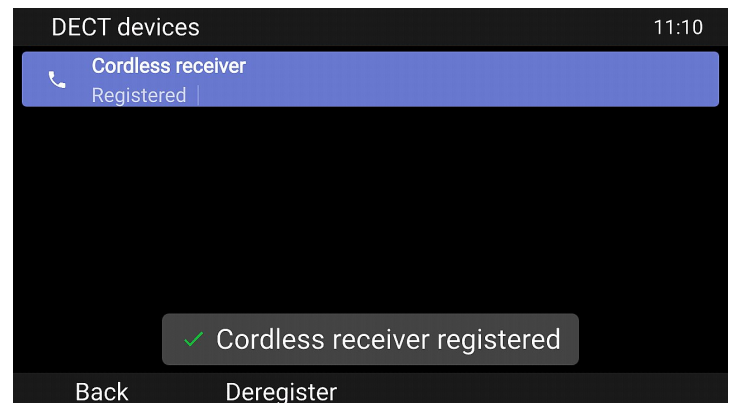 DECT devices 11:10
Cordless receiver
Registered
Cordless receiver registered
Back Deregister